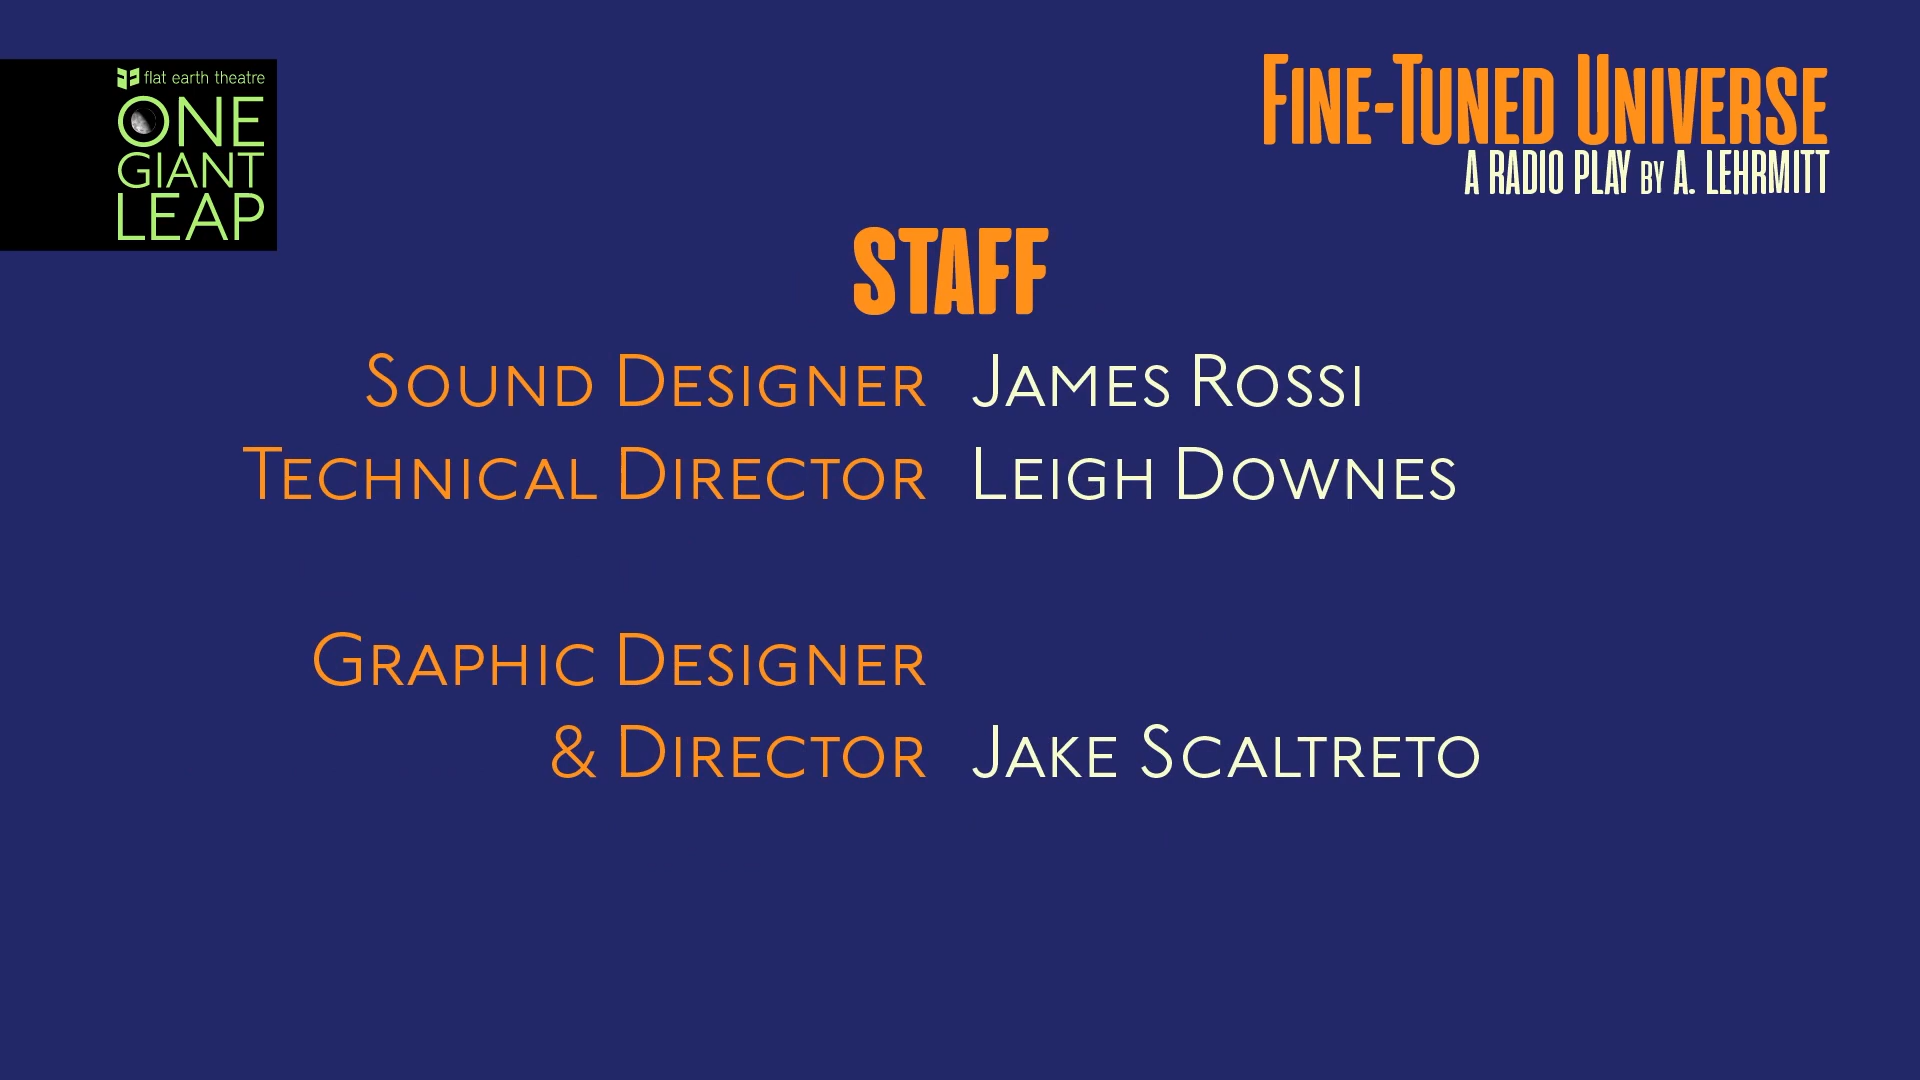 flat earth theatre
ONE
GIANT
LEAP
FINE-TUNED UNIVERSE
A RADIO PLAY BY A. LEHRMITT
STAFF
SOUND DESIGNER JAMES ROSSI
TECHNICAL DIRECTOR LEIGH DOWNES
GRAPHIC DESIGNER
& DIRECTOR JAKE SCALTRETO